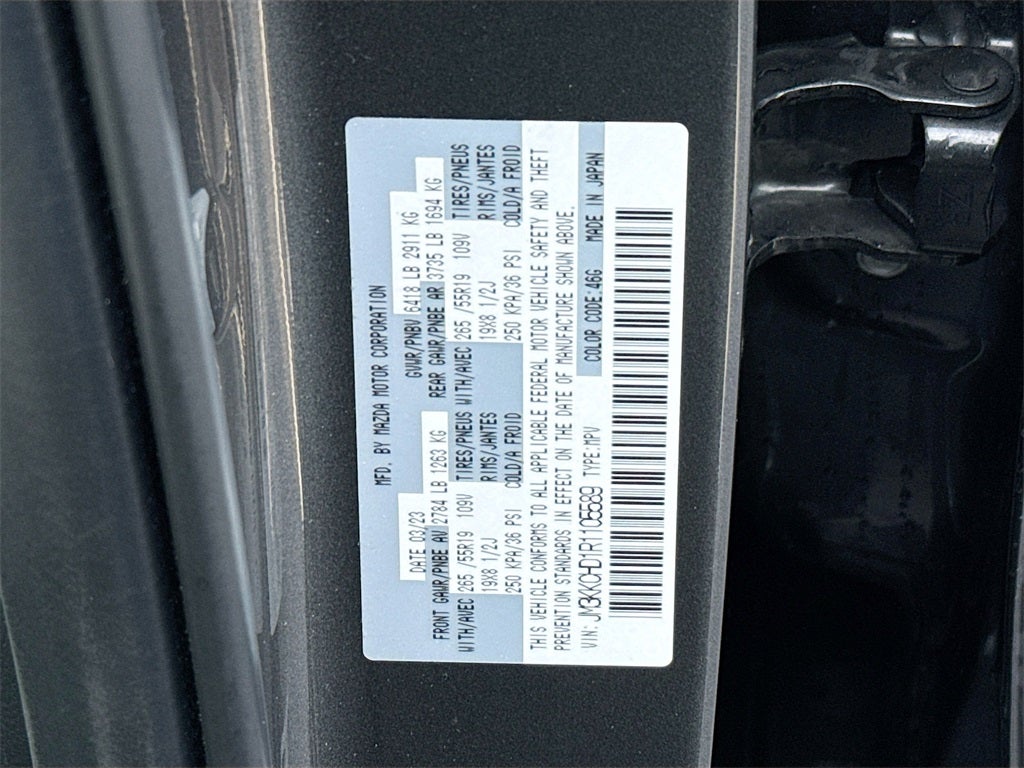 MFD. BY MAZDA MOTOR CORPORATION
DATE 03/23 GVWR/PNBV 6418 LB 2911 KG
FRONT GAWR/PNBE AV 2784 LB 1263 KG REAR GAWR/PNBE AR 3735 LB 1694 KG
WITH/AVEC 265 /55R19 109V TIRES/PNEUS WITH/AVEC 265 /55R19 109V TIRES/PNEUS
19X8 1/2J RIMS/JANTES 19X8 1/2J RIMS/JANTES
250 KPA/36 PSI COLD/A FROID 250 KPA/36 PSI COLD/A FROID
THIS VEHICLE CONFORMS TO ALL APPLICABLE FEDERAL MOTOR VEHICLE SAFETY AND THEFT
PREVENTION STANDARDS IN EFFECT ON THE DATE OF MANUFACTURE SHOWN ABOVE.
VIN: JM3KKCHD1R1105589 TYPE:MPV COLOR CODE:46G MADE IN JAPAN